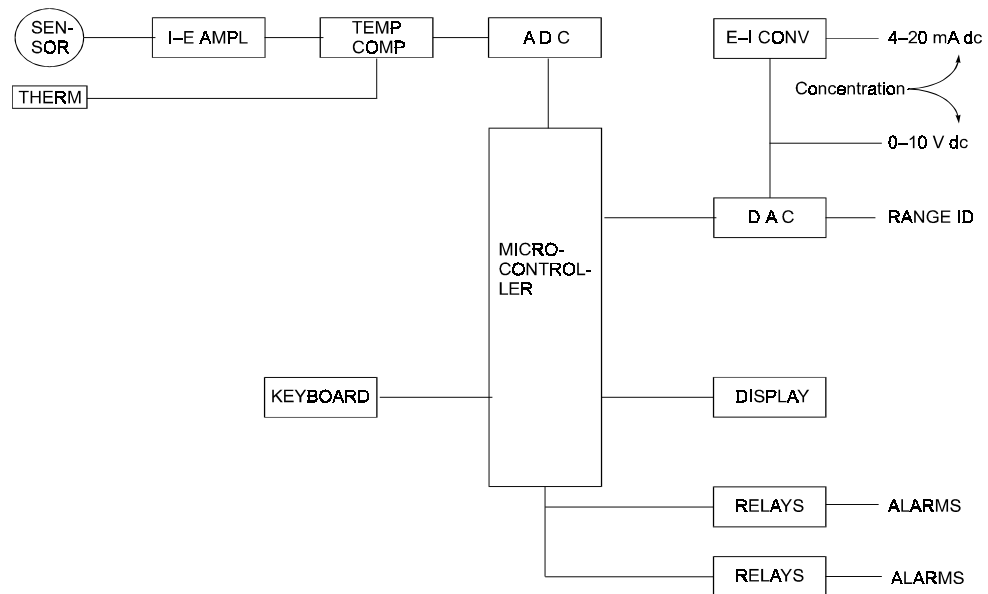 SEN-
SOR
I–E AMPL
TEMP
COMP
A D C
E–I CONV
4–20 mA dc
THERM
Concentration
0–10 V dc
D A C
RANGE ID
MICRO-
CONTROL-
LER
KEYBOARD
DISPLAY
RELAYS
ALARMS
RELAYS
ALARMS